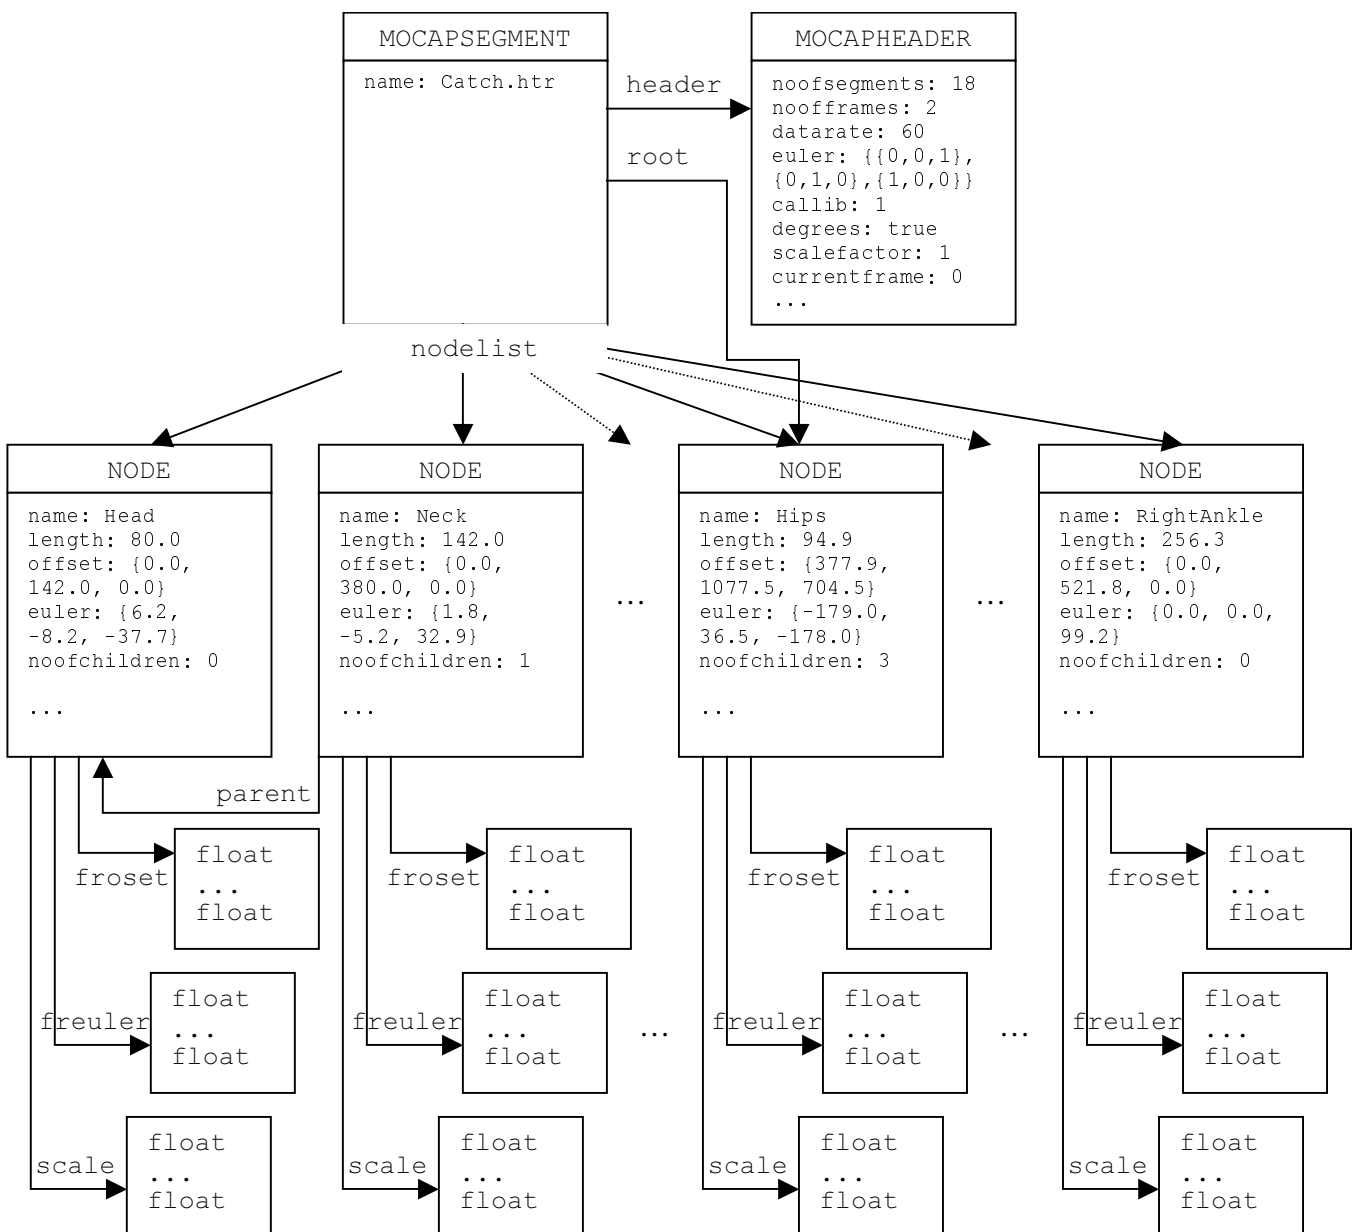 MOCAPSEGMENT
name: Catch.htr
header
root
MOCAPHEADER
noofsegments: 18
noofframes: 2
datarate: 60
euler: {{0,0,1},
{0,1,0},{1,0,0}}
callib: 1
degrees: true
scalefactor: 1
currentframe: 0
...
nodelist
NODE
name: Head
length: 80.0
offset: {0.0,
142.0, 0.0}
euler: {6.2,
-8.2, -37.7}
noofchildren: 0
...
NODE
name: Neck
length: 142.0
offset: {0.0,
380.0, 0.0}
euler: {1.8,
-5.2, 32.9}
noofchildren: 1
...
...
NODE
name: Hips
length: 94.9
offset: {377.9,
1077.5, 704.5}
euler: {-179.0,
36.5, -178.0}
noofchildren: 3
...
...
NODE
name: RightAnkle
length: 256.3
offset: {0.0,
521.8, 0.0}
euler: {0.0, 0.0,
99.2}
noofchildren: 0
...
parent
froset
float
...
float
froset
float
...
float
froset
float
...
float
froset
float
...
float
freuler
float
...
float
freuler
float
...
float
...
freuler
float
...
float
...
freuler
float
...
float
scale
float
...
float
scale
float
...
float
scale
float
...
float
scale
float
...
float